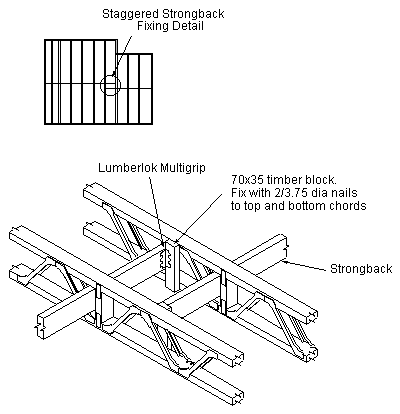 Staggered Strongback
Fixing Detail
Lumberlok Multigrip
70x35 timber block.
Fix with 2/3.75 dia nails
to top and bottom chords
Strongback